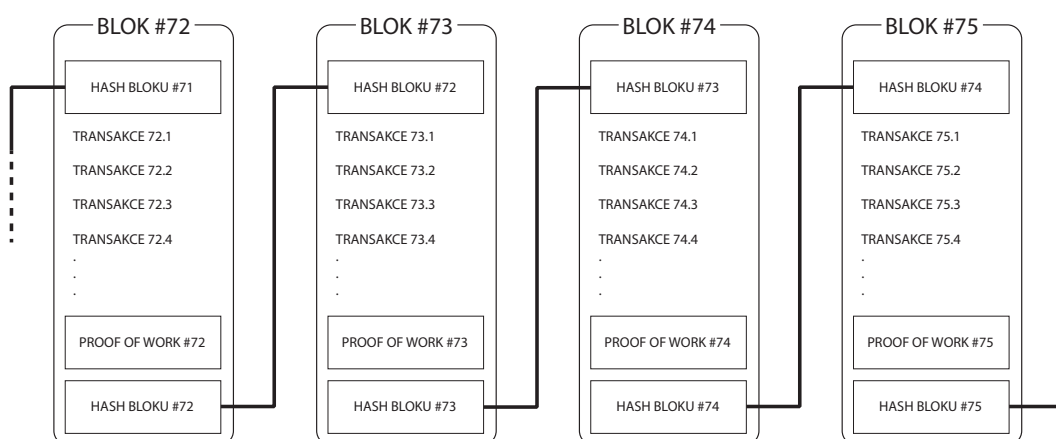 BLOK #72
HASH BLOKU #71
TRANSAKCE 72.1
TRANSAKCE 72.2
TRANSAKCE 72.3
TRANSAKCE 72.4
.
.
.
PROOF OF WORK #72
HASH BLOKU #72
BLOK #73
HASH BLOKU #72
TRANSAKCE 73.1
TRANSAKCE 73.2
TRANSAKCE 73.3
TRANSAKCE 73.4
.
.
.
PROOF OF WORK #73
HASH BLOKU #73
BLOK #74
HASH BLOKU #73
TRANSAKCE 74.1
TRANSAKCE 74.2
TRANSAKCE 74.3
TRANSAKCE 74.4
.
.
.
PROOF OF WORK #74
HASH BLOKU #74
BLOK #75
HASH BLOKU #74
TRANSAKCE 75.1
TRANSAKCE 75.2
TRANSAKCE 75.3
TRANSAKCE 75.4
.
.
.
PROOF OF WORK #75
HASH BLOKU #75